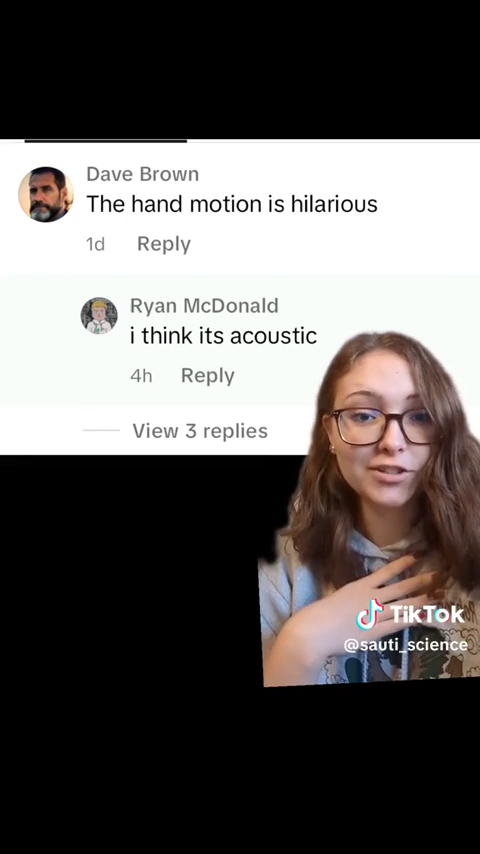 Dave Brown
The hand motion is hilarious
1d Reply
Ryan McDonald
i think its acoustic
4h Reply
View 3 replies
TikTok
@sauti_science